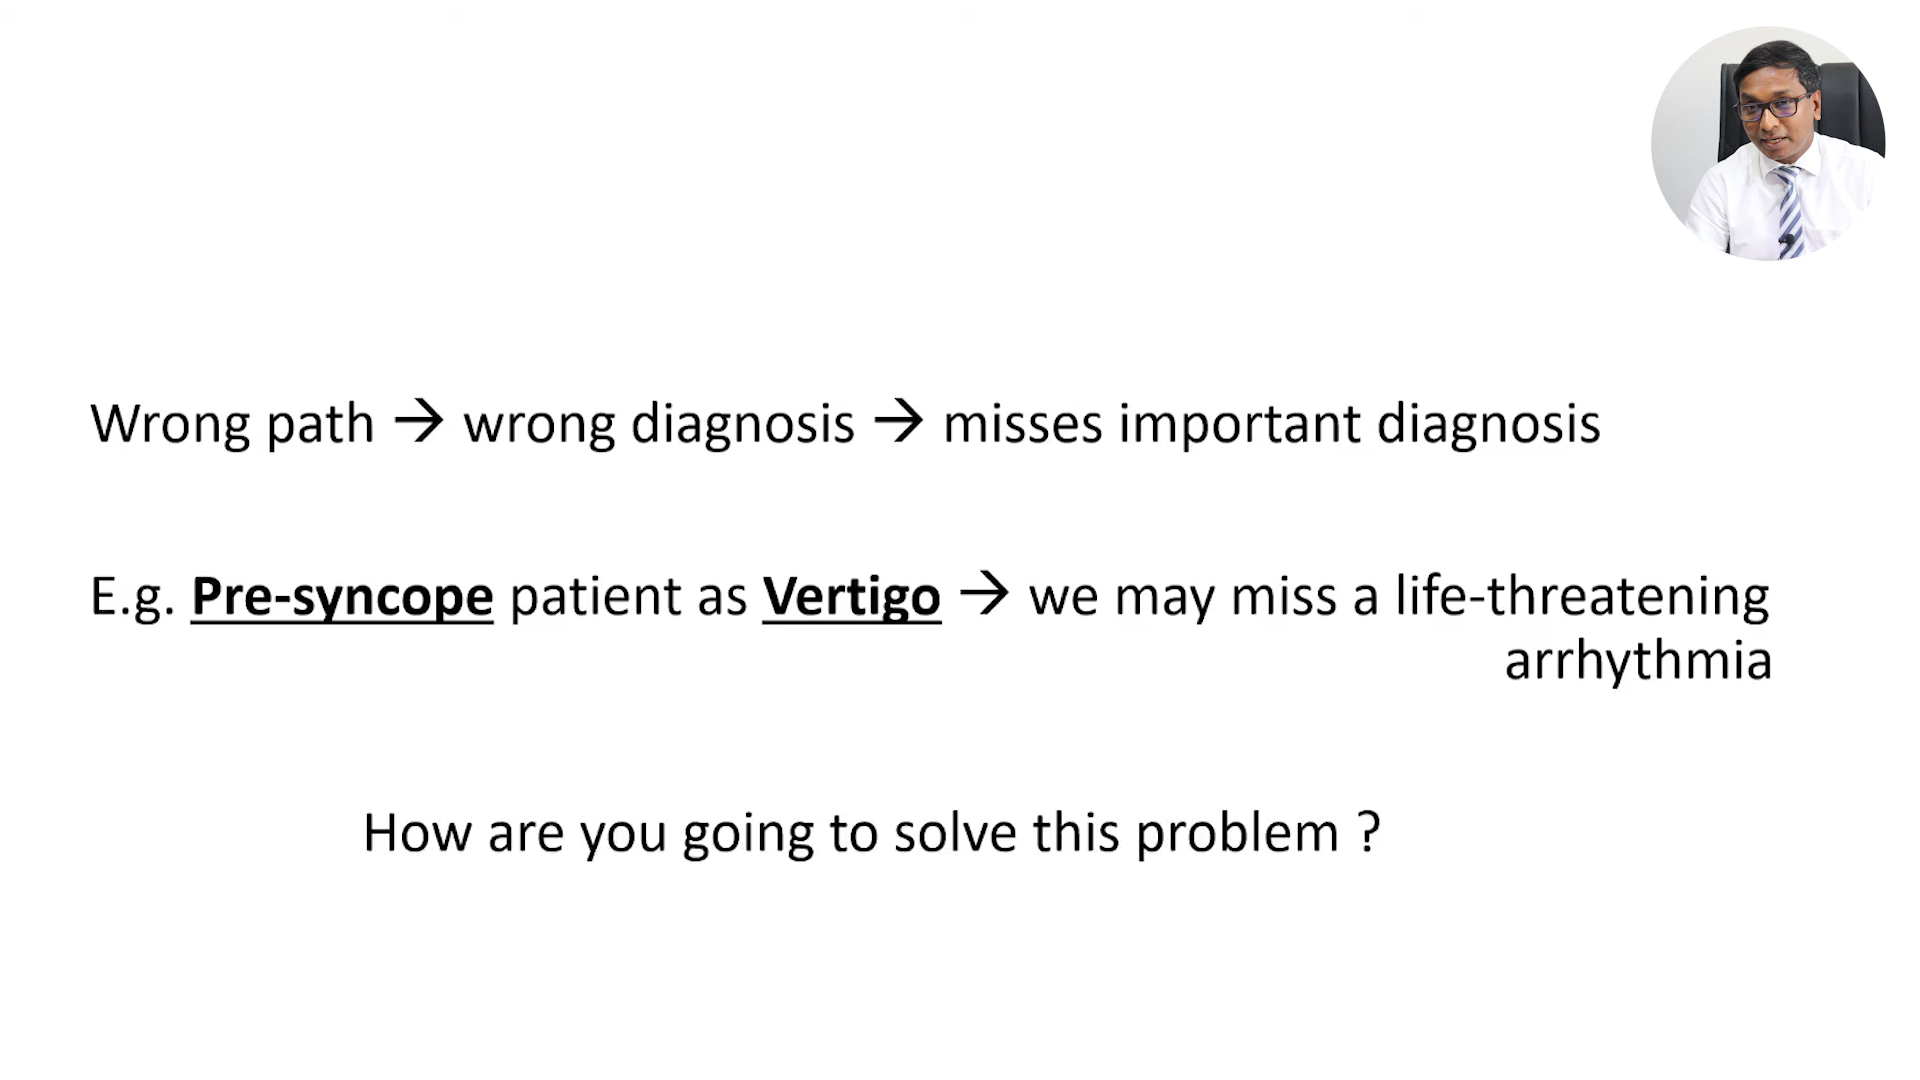 Wrong path → wrong diagnosis → misses important diagnosis
E.g. Pre-syncope patient as Vertigo → we may miss a life-threatening
arrhythmia
How are you going to solve this problem ?